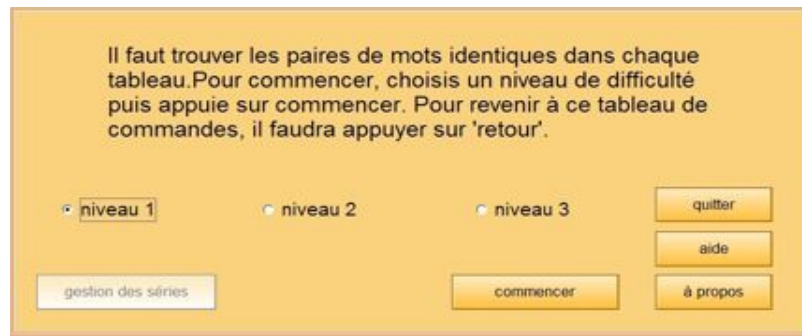 Il faut trouver les paires de mots identiques dans chaque
tableau.Pour commencer, choisis un niveau de difficulté
puis appuie sur commencer. Pour revenir à ce tableau de
commandes, il faudra appuyer sur 'retour'.
niveau 1 niveau 2 niveau 3 quitter
aide
gestion des séries commencer à propos